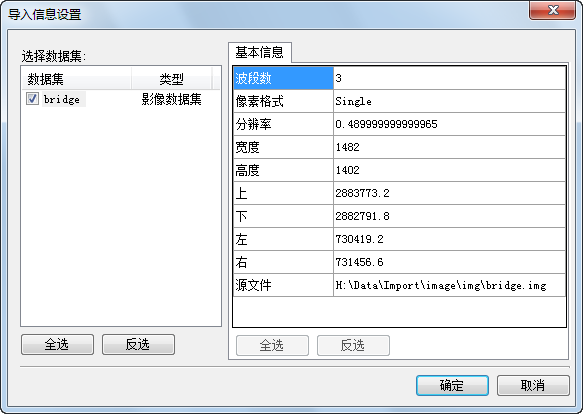 导入信息设置
选择数据集:
数据集 类型
bridge 影像数据集
全选 反选
基本信息
波段数 3
像素格式 Single
分辨率 0.489999999999965
宽度 1482
高度 1402
上 2883773.2
下 2882791.8
左 730419.2
右 731456.6
源文件 H:\Data\Import\image\img\bridge.img
全选 反选
确定 取消